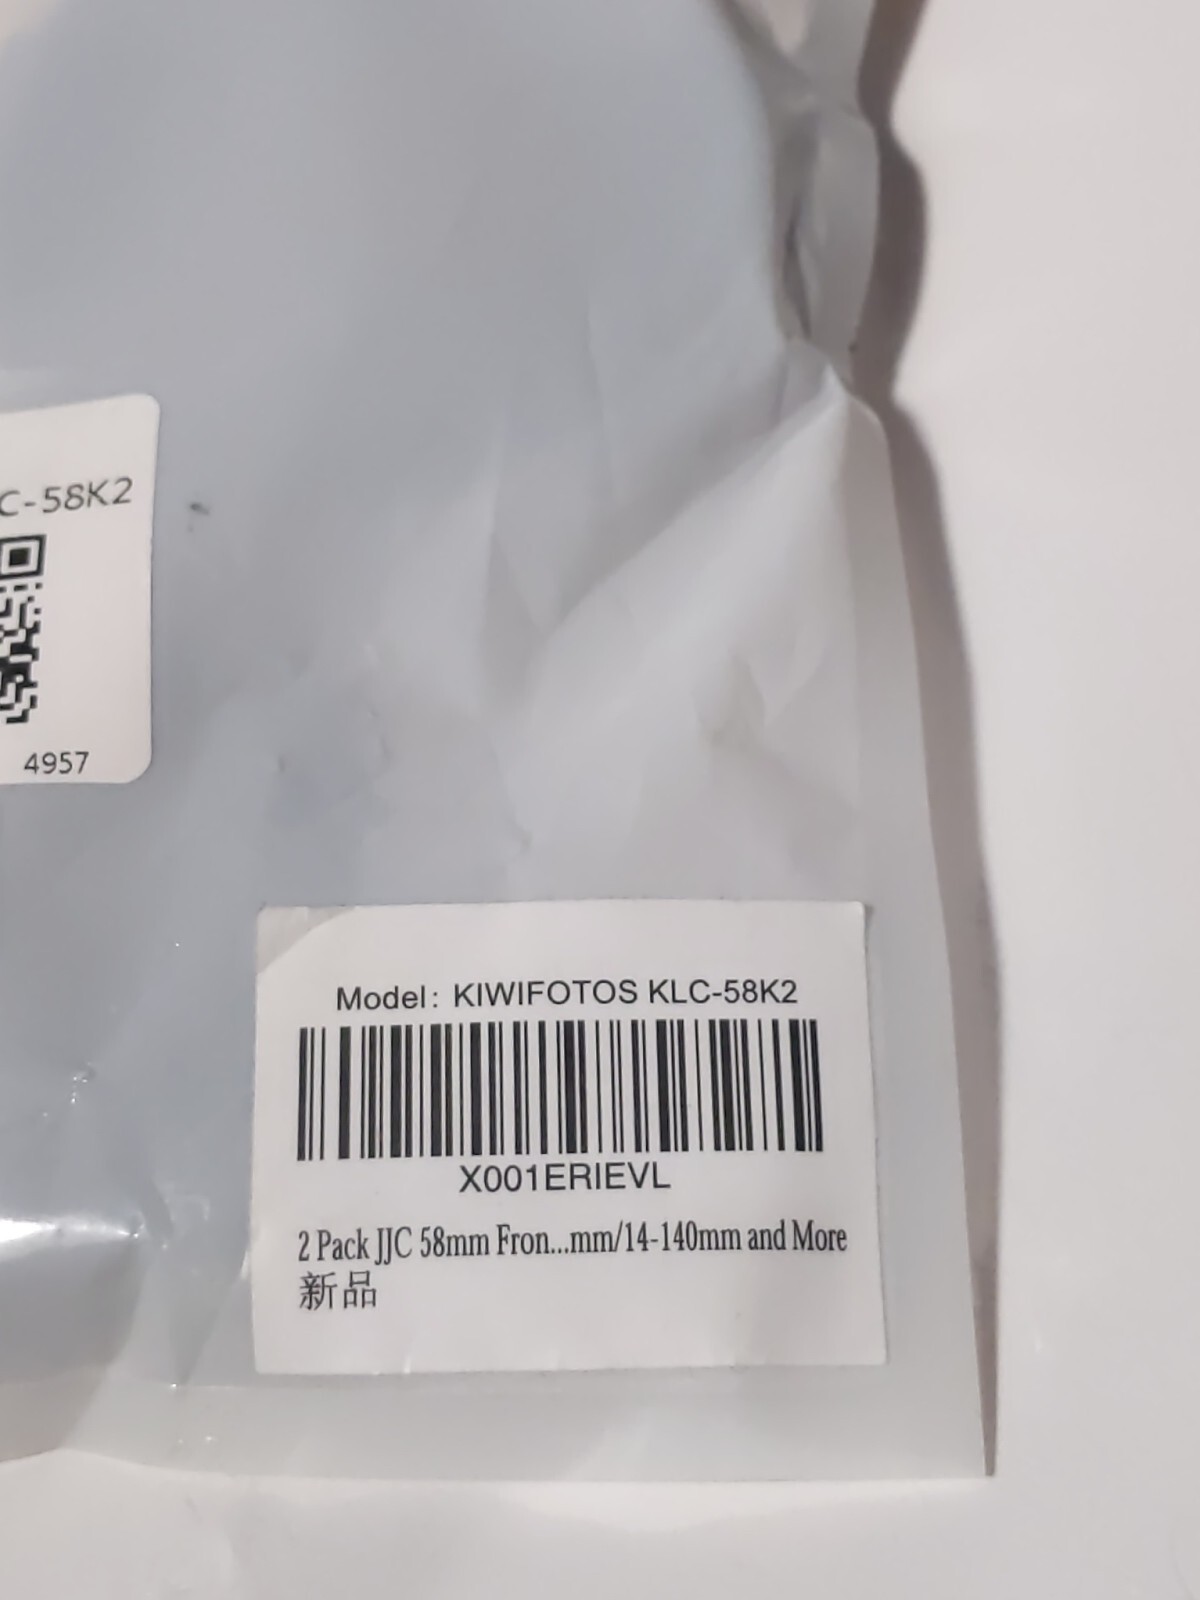 C-58K2
4957
Model: KIWIFOTOS KLC-58K2
X001ERIEVL
2 Pack JJC 58mm Fron...mm/14-140mm and More
新品